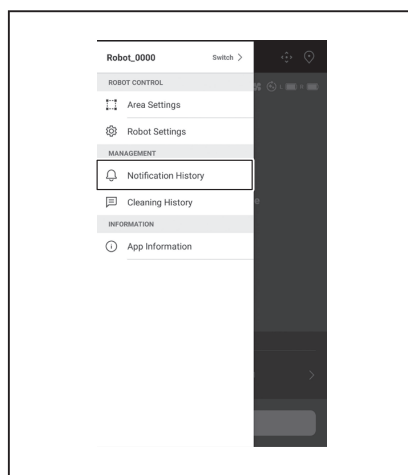 Robot_0000 Switch >
ROBOT CONTROL
Area Settings
Robot Settings
MANAGEMENT
Notification History
Cleaning History
INFORMATION
App Information